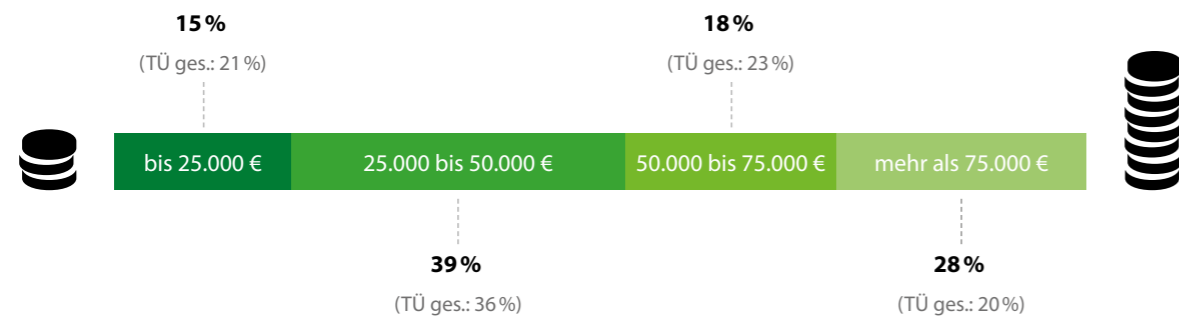 15 %
(TÜ ges.: 21 %)
18 %
(TÜ ges.: 23 %)
bis 25.000 €
25.000 bis 50.000 €
50.000 bis 75.000 €
mehr als 75.000 €
39 %
(TÜ ges.: 36 %)
28 %
(TÜ ges.: 20 %)